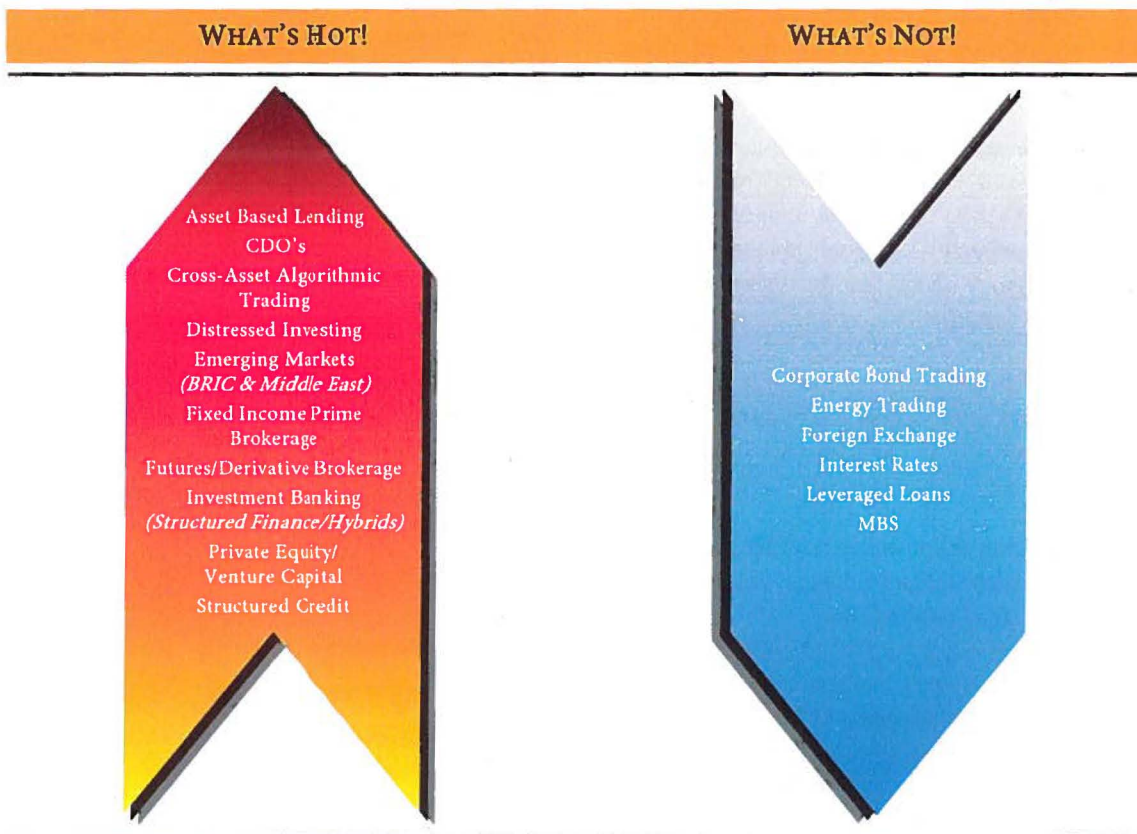 WHAT'S HOT!
WHAT'S NOT!
Asset Based Lending
CDO's
Cross-Asset Algorithmic
Trading
Distressed Investing
Emerging Markets
(BRIC & Middle East)
Fixed Income Prime
Brokerage
Futures/Derivative Brokerage
Investment Banking
(Structured Finance/Hybrids)
Private Equity/
Venture Capital
Structured Credit
Corporate Bond Trading
Energy Trading
Foreign Exchange
Interest Rates
Leveraged Loans
MBS